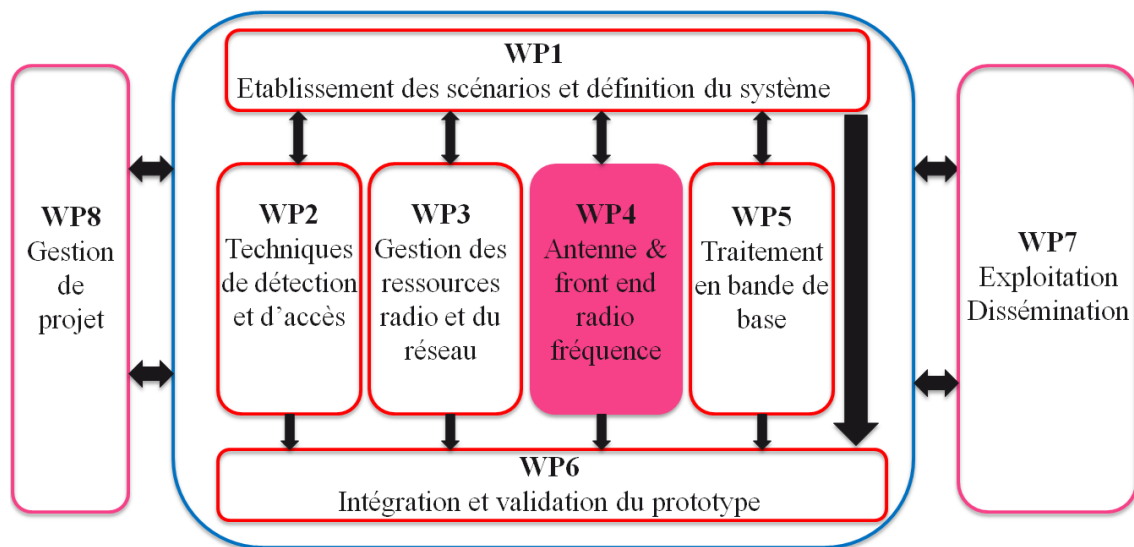 WP1
Etablissement des scénarios et définition du système
WP8
Gestion
de
projet
WP2
Techniques
de détection
et d’accès
WP3
Gestion des
ressources
radio et du
réseau
WP4
Antenne &
front end
radio
fréquence
WP5
Traitement
en bande de
base
WP7
Exploitation
Dissémination
WP6
Intégration et validation du prototype